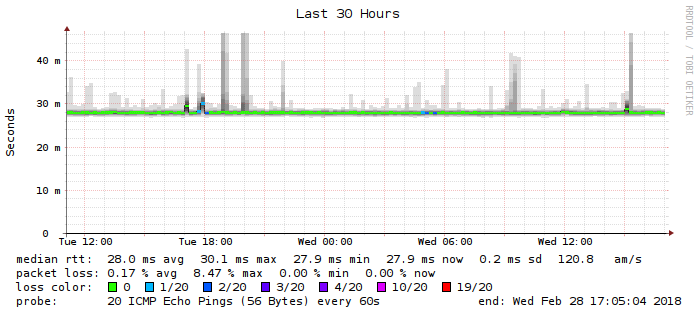 Last 30 Hours
RRDTOOL / TOBI OETIKER
Seconds
40 m
30 m
20 m
10 m
0
Tue 12:00 Tue 18:00 Wed 00:00 Wed 06:00 Wed 12:00
median rtt: 28.0 ms avg 30.1 ms max 27.9 ms min 27.9 ms now 0.2 ms sd 120.8 am/s
packet loss: 0.17 % avg 8.47 % max 0.00 % min 0.00 % now
loss color: 0 1/20 2/20 3/20 4/20 10/20 19/20
probe: 20 ICMP Echo Pings (56 Bytes) every 60s end: Wed Feb 28 17:05:04 2018